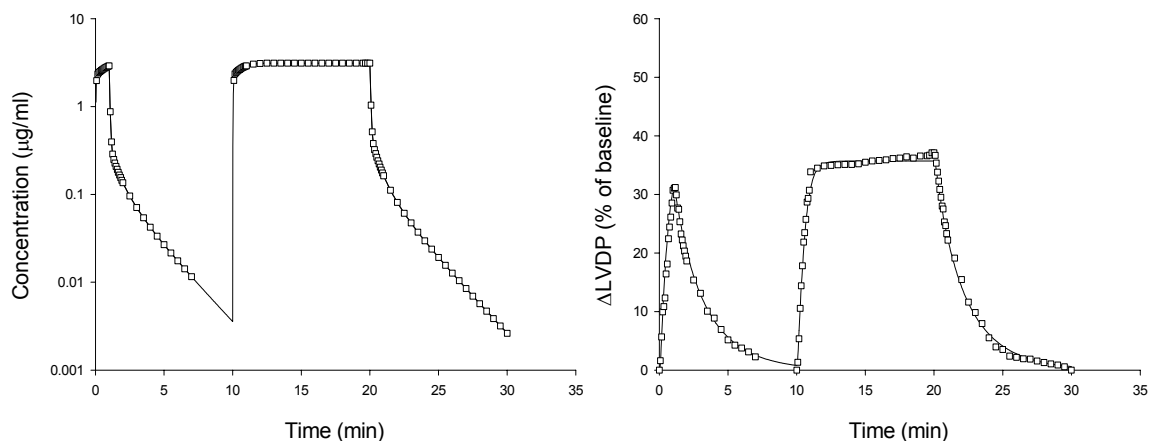 10
1
0.1
0.01
0.001
0 5 10 15 20 25 30 35
Time (min)
Concentration (μg/ml)
60
50
40
30
20
10
0
0 5 10 15 20 25 30 35
Time (min)
ΔLVDP (% of baseline)